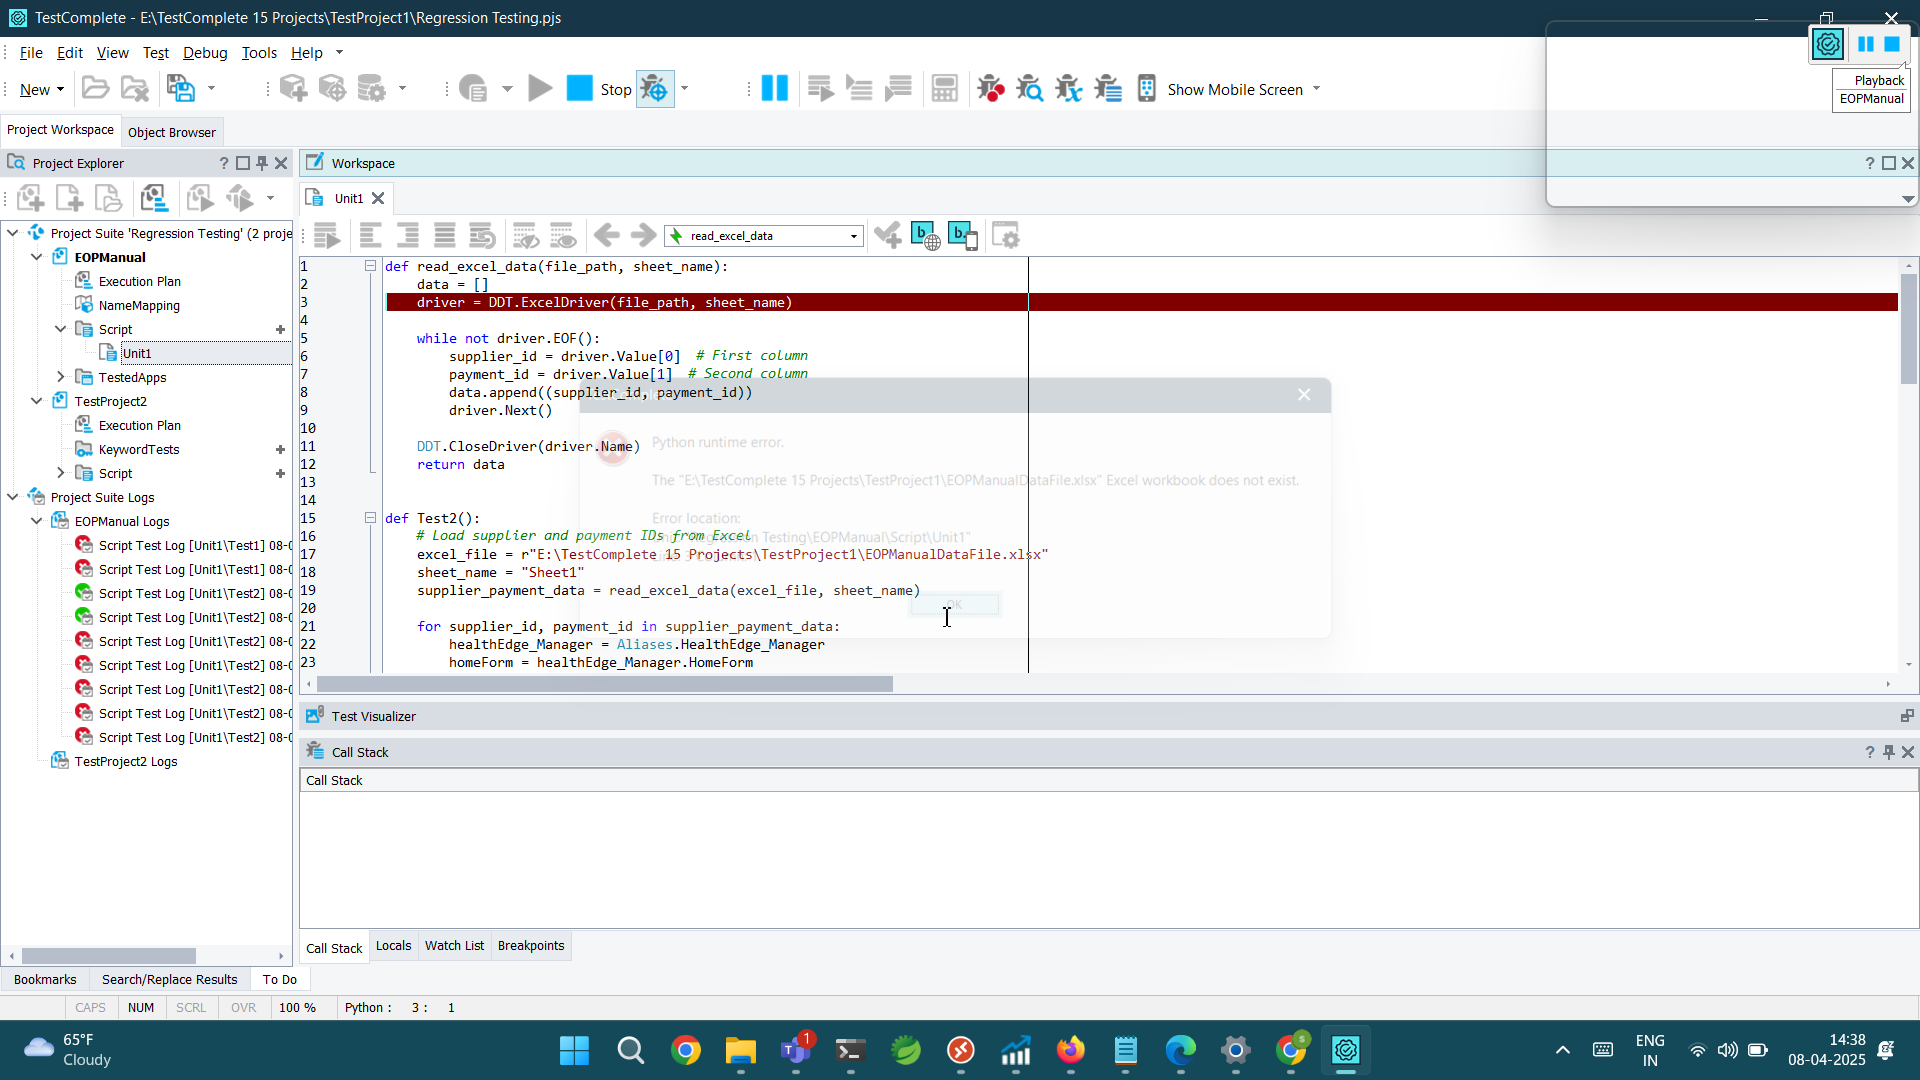 TestComplete - E:\TestComplete 15 Projects\TestProject1\Regression Testing.pjs
File Edit View Test Debug Tools Help
New
Stop
Show Mobile Screen
Playback
EOPManual
Project Workspace
Object Browser
Project Explorer
Workspace
Unit1
read_excel_data
Project Suite 'Regression Testing' (2 proje
EOPManual
Execution Plan
NameMapping
Script
Unit1
TestedApps
TestProject2
Execution Plan
KeywordTests
Script
Project Suite Logs
EOPManual Logs
Script Test Log [Unit1\Test1] 08-0
Script Test Log [Unit1\Test1] 08-0
Script Test Log [Unit1\Test2] 08-0
Script Test Log [Unit1\Test2] 08-0
Script Test Log [Unit1\Test2] 08-0
Script Test Log [Unit1\Test2] 08-0
Script Test Log [Unit1\Test2] 08-0
Script Test Log [Unit1\Test2] 08-0
Script Test Log [Unit1\Test2] 08-0
TestProject2 Logs
1 def read_excel_data(file_path, sheet_name):
2 data = []
3 driver = DDT.ExcelDriver(file_path, sheet_name)
4
5 while not driver.EOF():
6 supplier_id = driver.Value[0] # First column
7 payment_id = driver.Value[1] # Second column
8 data.append((supplier_id, payment_id))
9 driver.Next()
10
11 DDT.CloseDriver(driver.Name)
12 return data
13
14
15 def Test2():
16 # Load supplier and payment IDs from Excel
17 excel_file = r"E:\TestComplete 15 Projects\TestProject1\EOPManualDataFile.xlsx"
18 sheet_name = "Sheet1"
19 supplier_payment_data = read_excel_data(excel_file, sheet_name)
20
21 for supplier_id, payment_id in supplier_payment_data:
22 healthEdge_Manager = Aliases.HealthEdge_Manager
23 homeForm = healthEdge_Manager.HomeForm
Python runtime error.
The "E:\TestComplete 15 Projects\TestProject1\EOPManualDataFile.xlsx" Excel workbook does not exist.
Error location:
Unit: "Regression Testing\EOPManual\Script\Unit1"
OK
Test Visualizer
Call Stack
Call Stack
Call Stack Locals Watch List Breakpoints
Bookmarks Search/Replace Results To Do
CAPS NUM SCRL OVR 100 % Python : 3 : 1
65°F
Cloudy
1
S
ENG
IN
14:38
08-04-2025